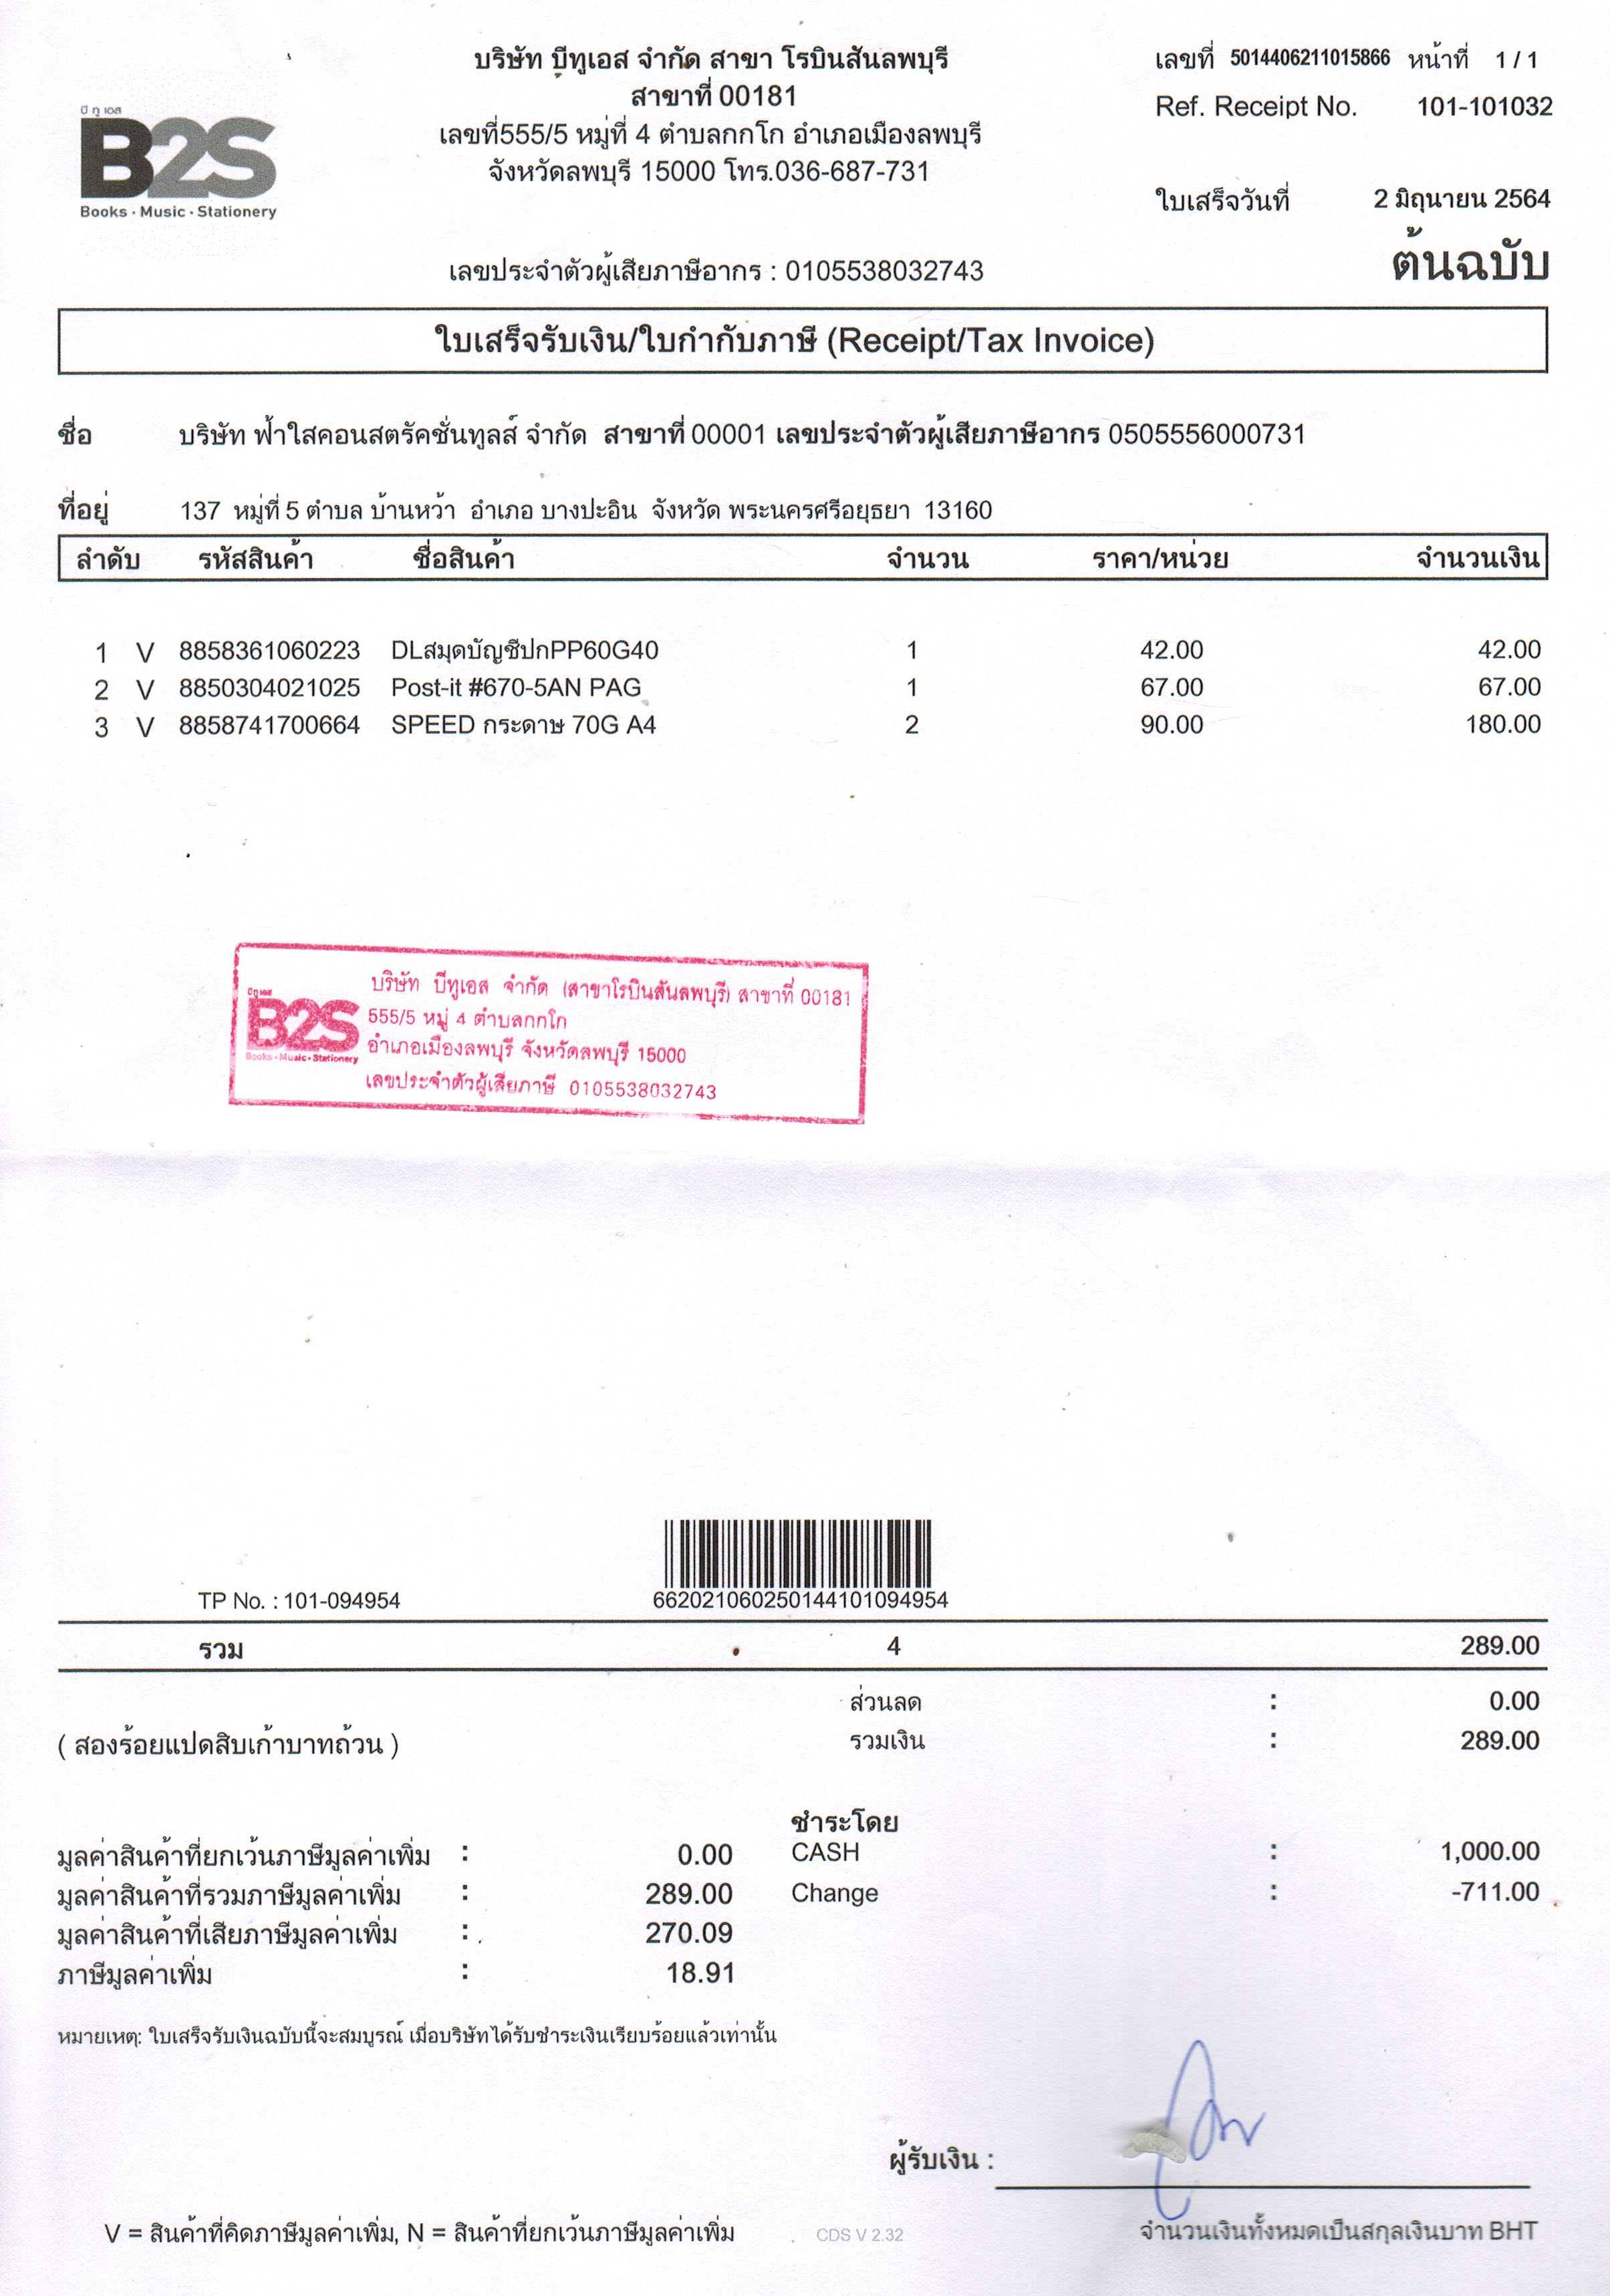 บี ทู เอส
B2S
Books · Music · Stationery
บริษัท บีทูเอส จำกัด สาขา โรบินสันลพบุรี
สาขาที่ 00181
เลขที่555/5 หมู่ที่ 4 ตำบลกกโก อำเภอเมืองลพบุรี
จังหวัดลพบุรี 15000 โทร.036-687-731
เลขประจำตัวผู้เสียภาษีอากร : 0105538032743
เลขที่ 5014406211015866 หน้าที่ 1 / 1
Ref. Receipt No. 101-101032
ใบเสร็จวันที่ 2 มิถุนายน 2564
ต้นฉบับ
ใบเสร็จรับเงิน/ใบกำกับภาษี (Receipt/Tax Invoice)
ชื่อ บริษัท ฟ้าใสคอนสตรัคชั่นทูลส์ จำกัด สาขาที่ 00001 เลขประจำตัวผู้เสียภาษีอากร 0505556000731
ที่อยู่ 137 หมู่ที่ 5 ตำบล บ้านหว้า อำเภอ บางปะอิน จังหวัด พระนครศรีอยุธยา 13160
ลำดับ รหัสสินค้า ชื่อสินค้า จำนวน ราคา/หน่วย จำนวนเงิน
1 V 8858361060223 DLสมุดบัญชีปกPP60G40 1 42.00 42.00
2 V 8850304021025 Post-it #670-5AN PAG 1 67.00 67.00
3 V 8858741700664 SPEED กระดาษ 70G A4 2 90.00 180.00
บีทูเอส
B2S
Books · Music · Stationery
บริษัท บีทูเอส จำกัด (สาขาโรบินสันลพบุรี) สาขาที่ 00181
555/5 หมู่ 4 ตำบลกกโก
อำเภอเมืองลพบุรี จังหวัดลพบุรี 15000
เลขประจำตัวผู้เสียภาษี 0105538032743
TP No. : 101-094954 66202106025014410​1094954
รวม 4 289.00
ส่วนลด : 0.00
( สองร้อยแปดสิบเก้าบาทถ้วน ) รวมเงิน : 289.00
ชำระโดย
มูลค่าสินค้าที่ยกเว้นภาษีมูลค่าเพิ่ม : 0.00 CASH : 1,000.00
มูลค่าสินค้าที่รวมภาษีมูลค่าเพิ่ม : 289.00 Change : -711.00
มูลค่าสินค้าที่เสียภาษีมูลค่าเพิ่ม : 270.09
ภาษีมูลค่าเพิ่ม : 18.91
หมายเหตุ: ใบเสร็จรับเงินฉบับนี้จะสมบูรณ์ เมื่อบริษัทได้รับชำระเงินเรียบร้อยแล้วเท่านั้น
ผู้รับเงิน :
V = สินค้าที่คิดภาษีมูลค่าเพิ่ม, N = สินค้าที่ยกเว้นภาษีมูลค่าเพิ่ม CDS V 2.32 จำนวนเงินทั้งหมดเป็นสกุลเงินบาท BHT